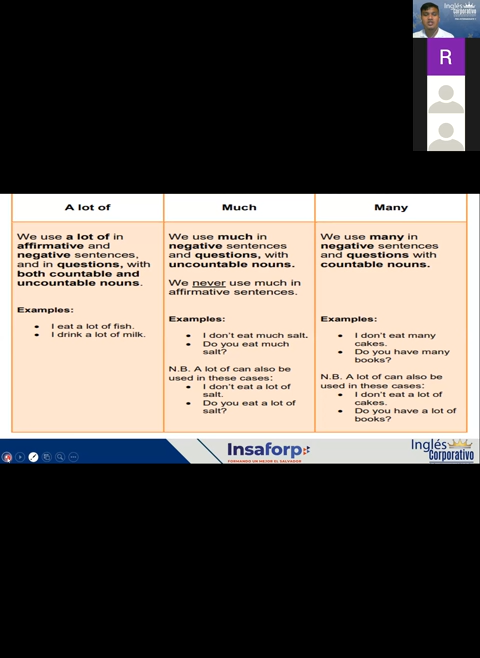 Inglés
Corporativo
R
A lot of
Much
Many
We use a lot of in
affirmative and
negative sentences,
and in questions, with
both countable and
uncountable nouns.
Examples:
I eat a lot of fish.
I drink a lot of milk.
We use much in
negative sentences
and questions, with
uncountable nouns.
We never use much in
affirmative sentences.
Examples:
I don't eat much salt.
Do you eat much
salt?
N.B. A lot of can also be
used in these cases:
I don't eat a lot of
salt.
Do you eat a lot of
salt?
We use many in
negative sentences
and questions with
countable nouns.
Examples:
I don't eat many
cakes.
Do you have many
books?
N.B. A lot of can also be
used in these cases:
I don't eat a lot of
cakes.
Do you have a lot of
books?
Insaforp
FORMANDO UN MEJOR EL SALVADOR
Inglés
Corporativo